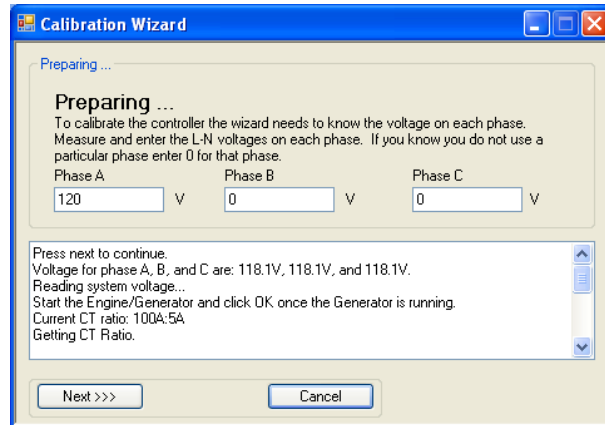 Calibration Wizard
Preparing ...
Preparing ...
To calibrate the controller the wizard needs to know the voltage on each phase.
Measure and enter the L-N voltages on each phase. If you know you do not use a
particular phase enter 0 for that phase.
Phase A Phase B Phase C
120 V 0 V 0 V
Press next to continue.
Voltage for phase A, B, and C are: 118.1V, 118.1V, and 118.1V.
Reading system voltage...
Start the Engine/Generator and click OK once the Generator is running.
Current CT ratio: 100A:5A
Getting CT Ratio.
Next >>> Cancel